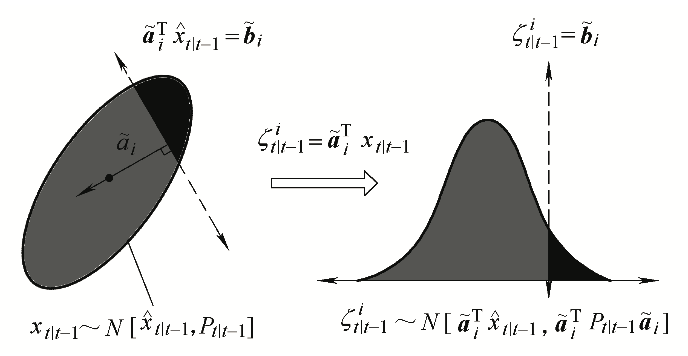 ã_i^T x̂_{t|t-1} = b̃_i
ζ^i_{t|t-1} = b̃_i
ã_i
ζ^i_{t|t-1} = ã_i^T x_{t|t-1}
x_{t|t-1} ~ N[x̂_{t|t-1}, P_{t|t-1}]
ζ^i_{t|t-1} ~ N[ã_i^T x̂_{t|t-1}, ã_i^T P_{t|t-1} ã_i]